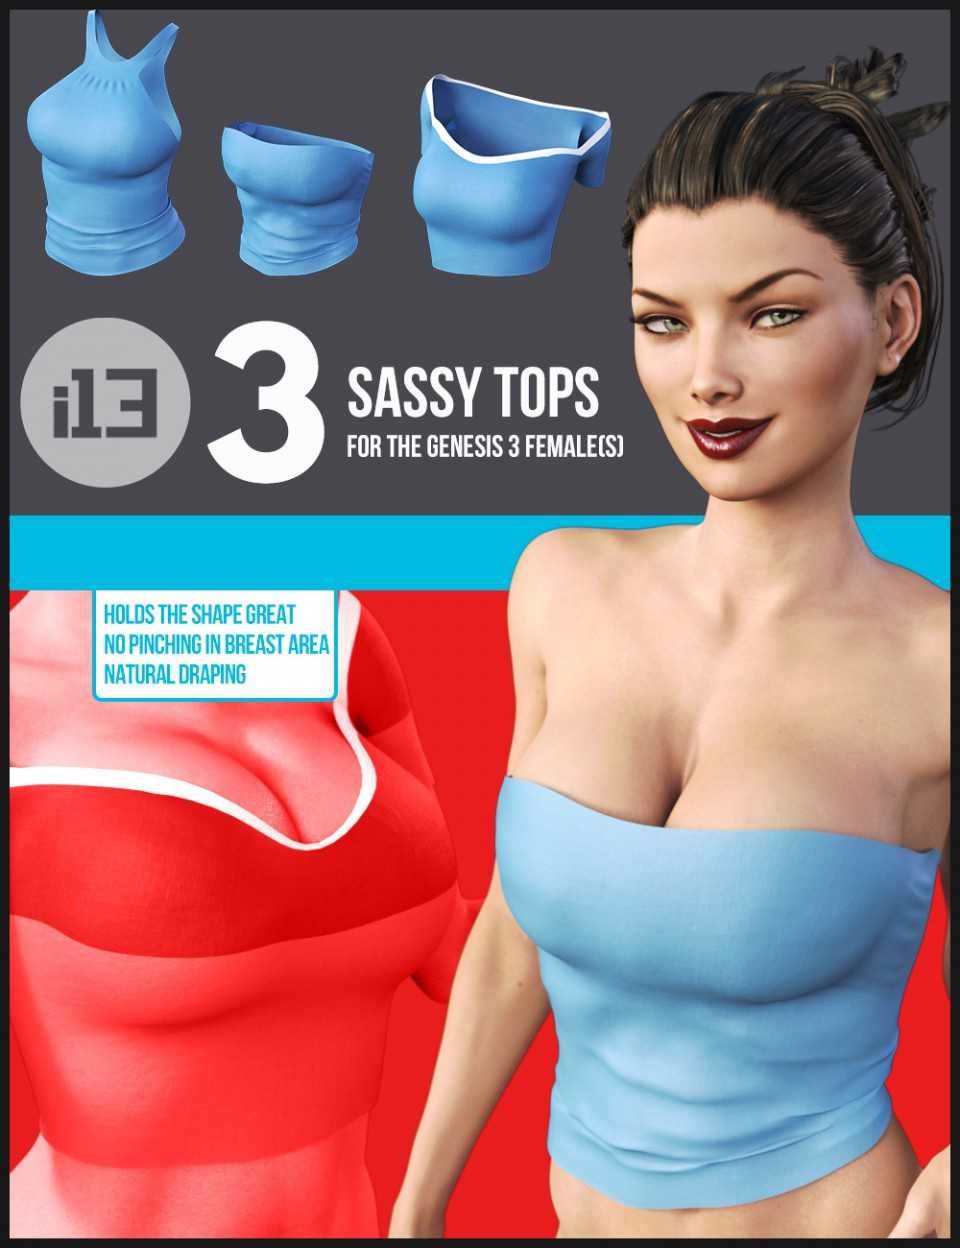 i13
3
SASSY TOPS
FOR THE GENESIS 3 FEMALE(S)
HOLDS THE SHAPE GREAT
NO PINCHING IN BREAST AREA
NATURAL DRAPING